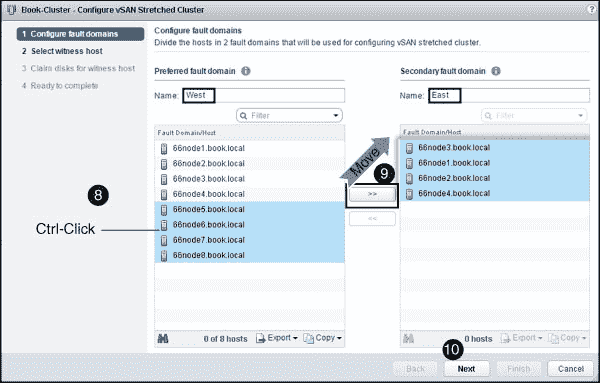 Book-Cluster - Configure vSAN Stretched Cluster
1 Configure fault domains
2 Select witness host
3 Claim disks for witness host
4 Ready to complete
Configure fault domains
Divide the hosts in 2 fault domains that will be used for configuring vSAN stretched cluster.
Preferred fault domain
Name: West
Filter
Fault Domain/Host
66node1.book.local
66node2.book.local
66node3.book.local
66node4.book.local
66node5.book.local
66node6.book.local
66node7.book.local
66node8.book.local
0 of 8 hosts Export Copy
8
Ctrl-Click
Move
9
>>
<<
Secondary fault domain
Name: East
Filter
Fault Domain/Host
66node3.book.local
66node1.book.local
66node2.book.local
66node4.book.local
0 hosts Export Copy
10
Back Next Finish Cancel